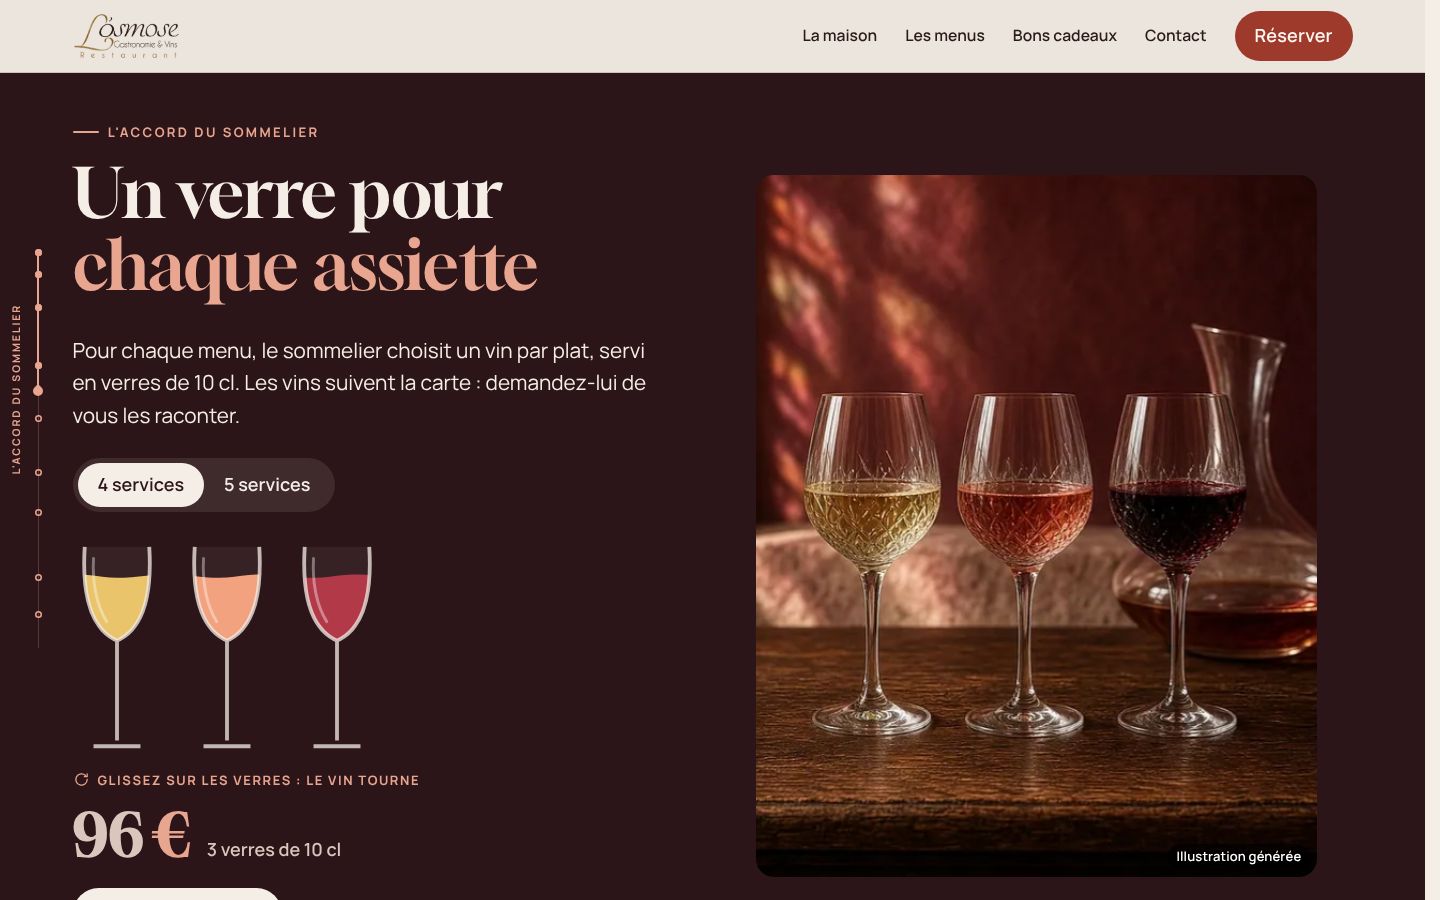 L'osmose
Gastronomie & Vins
Restaurant
La maison
Les menus
Bons cadeaux
Contact
Réserver
L'ACCORD DU SOMMELIER
Un verre pour
chaque assiette
L'ACCORD DU SOMMELIER
Pour chaque menu, le sommelier choisit un vin par plat, servi
en verres de 10 cl. Les vins suivent la carte : demandez-lui de
vous les raconter.
4 services
5 services
GLISSEZ SUR LES VERRES : LE VIN TOURNE
96 €
3 verres de 10 cl
Illustration générée